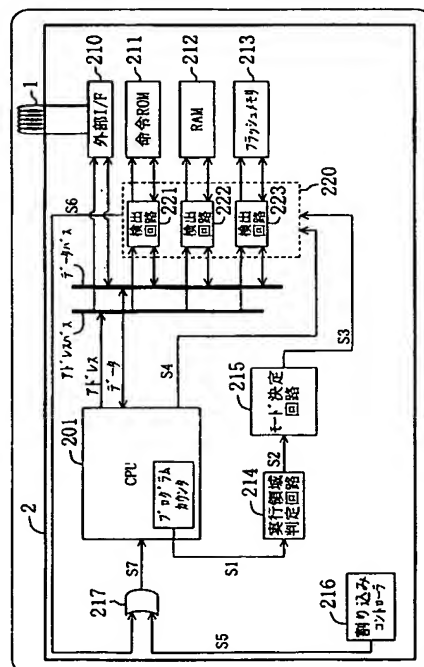 1
2
外部I/F
210
命令ROM
211
RAM
212
フラッシュメモリ
213
S6
検出
回路
221
検出
回路
222
検出
回路
223
220
データバス
アドレスバス
アドレス
データ
S4
S3
201
CPU
プログラム
カウンタ
215
モード決定
回路
S2
214
実行領域
判定回路
S1
S7
217
S5
216
割り込み
コントローラ